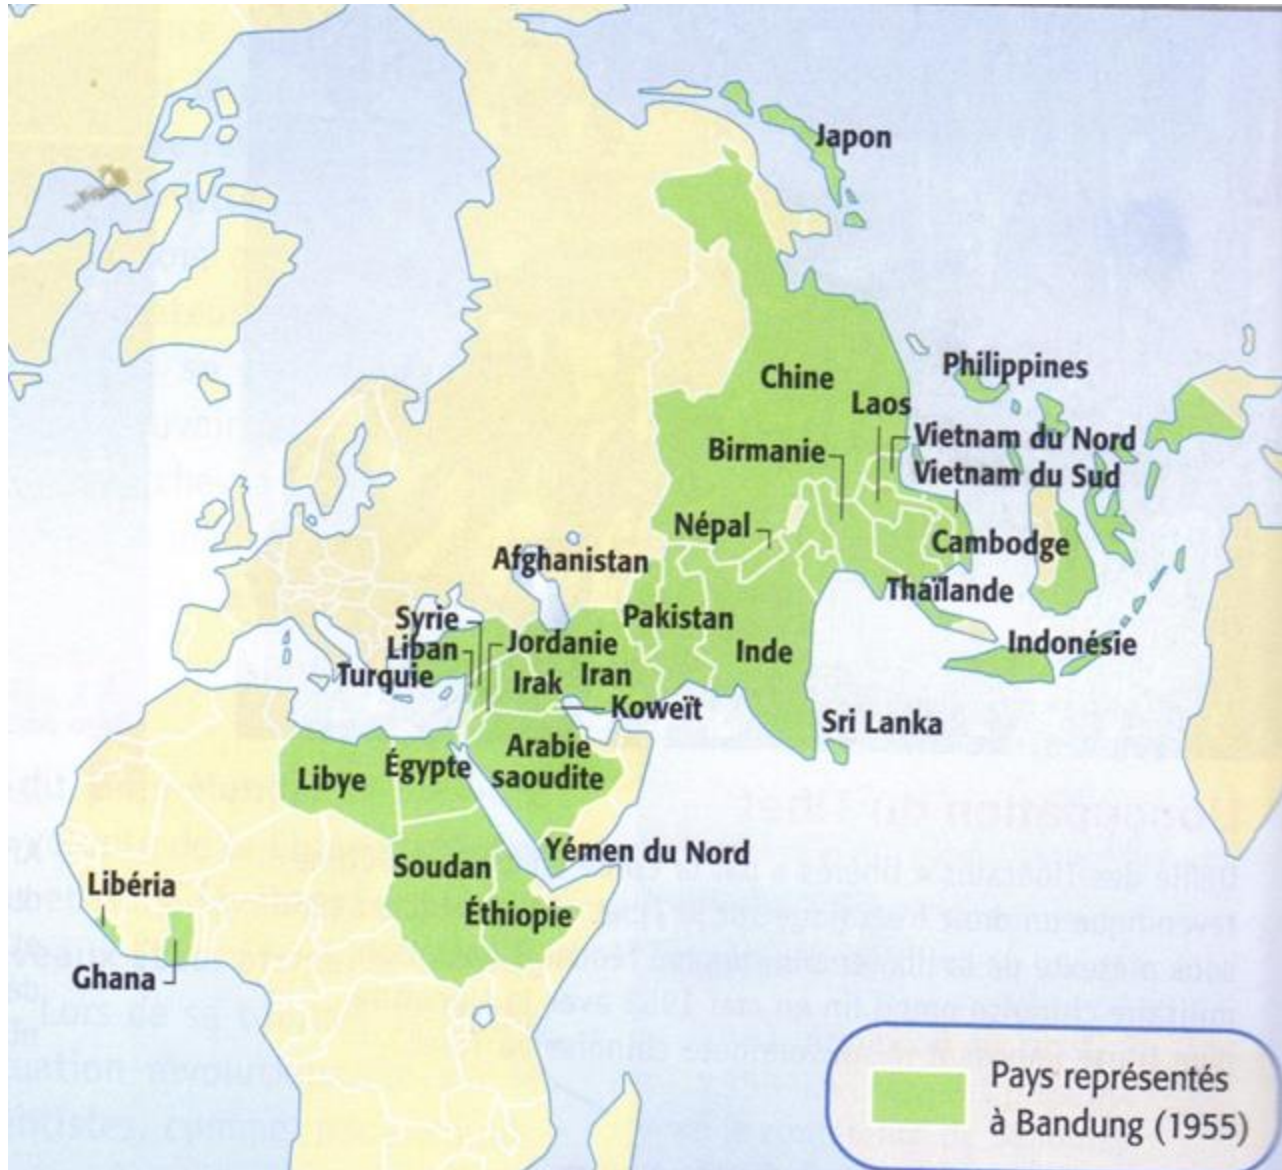 Japon
Philippines
Chine
Laos
Vietnam du Nord
Birmanie
Vietnam du Sud
Népal
Cambodge
Afghanistan
Thaïlande
Syrie
Pakistan
Liban
Jordanie
Indonésie
Inde
Turquie
Irak
Iran
Koweït
Sri Lanka
Arabie
saoudite
Égypte
Libye
Yémen du Nord
Soudan
Libéria
Éthiopie
Ghana
Pays représentés
à Bandung (1955)